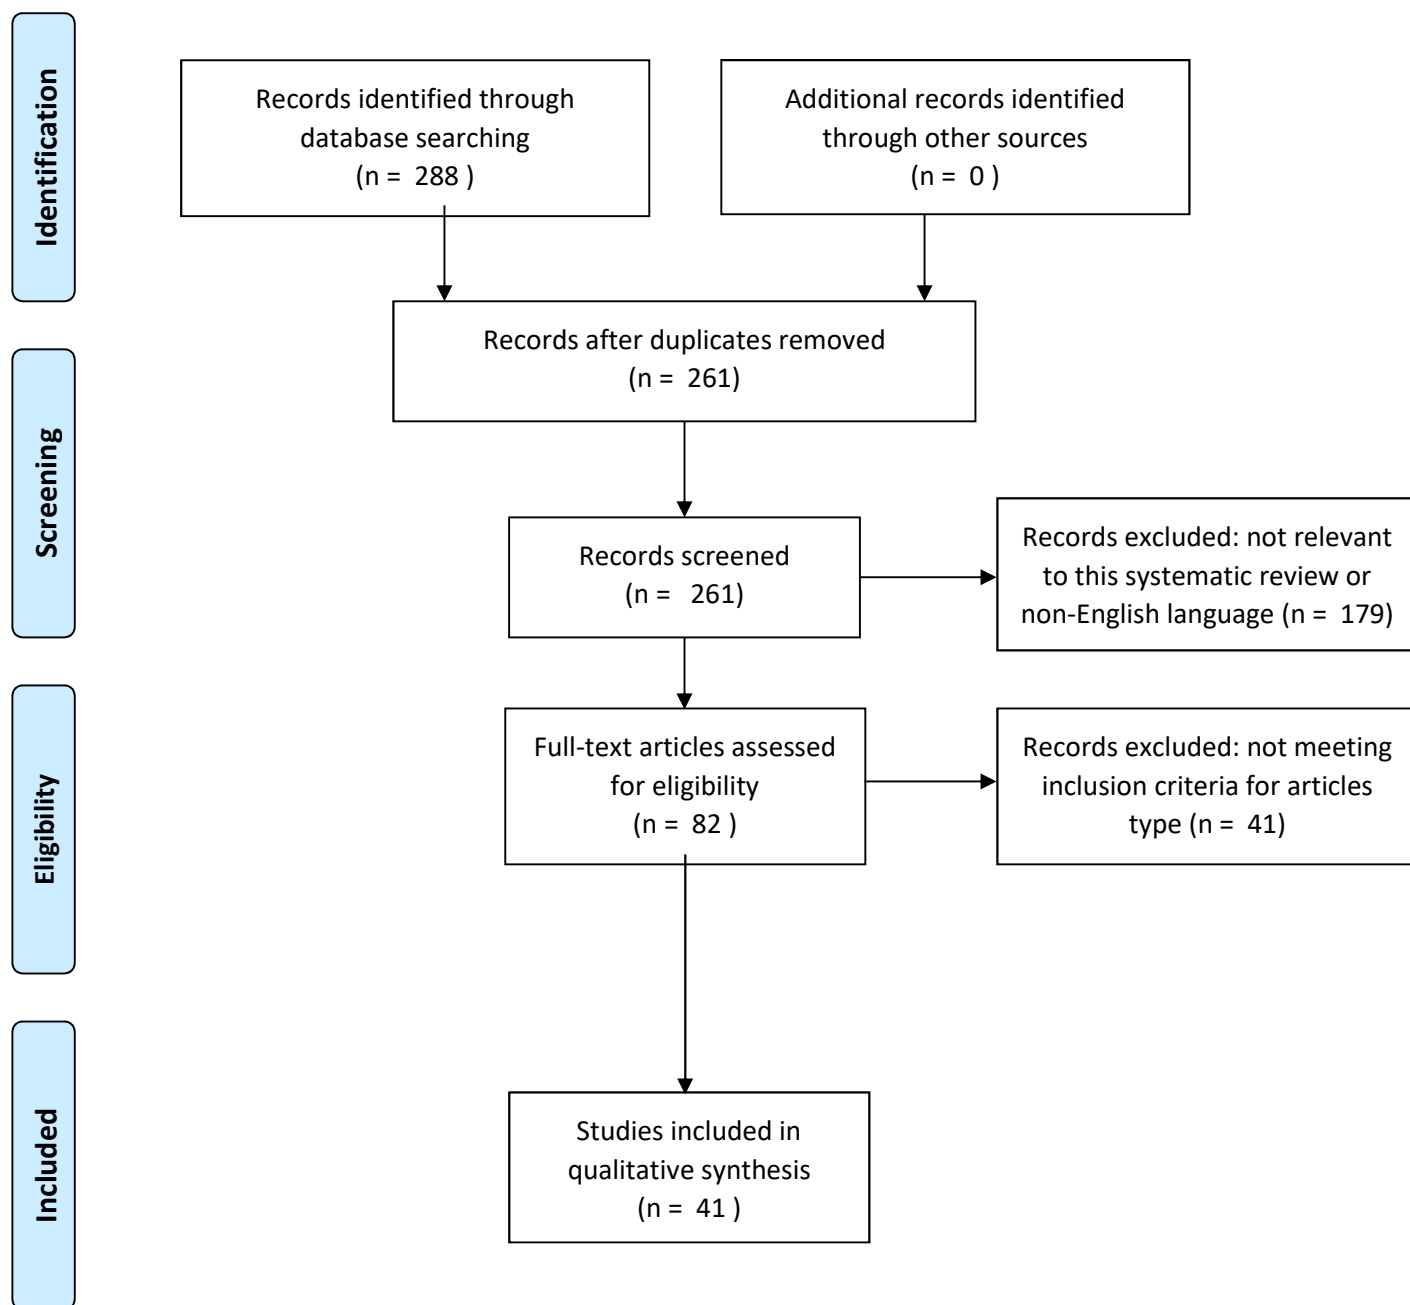 Identification
Records identified through
database searching
(n = 288 )
Additional records identified
through other sources
(n = 0 )
Records after duplicates removed
(n = 261)
Screening
Records screened
(n = 261)
Records excluded: not relevant
to this systematic review or
non-English language (n = 179)
Eligibility
Full-text articles assessed
for eligibility
(n = 82 )
Records excluded: not meeting
inclusion criteria for articles
type (n = 41)
Included
Studies included in
qualitative synthesis
(n = 41 )